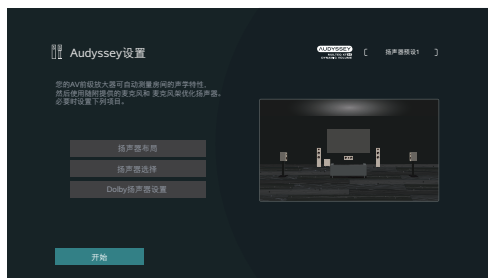 Audyssey设置
AUDYSSEY
MULTEQ XT32
DYNAMIC VOLUME
[ 扬声器预设1 ]
您的AV前级放大器可自动测量房间的声学特性,
然后使用随附提供的麦克风和 麦克风架优化扬声器。
必要时设置下列项目。
扬声器布局
扬声器选择
Dolby扬声器设置
开始